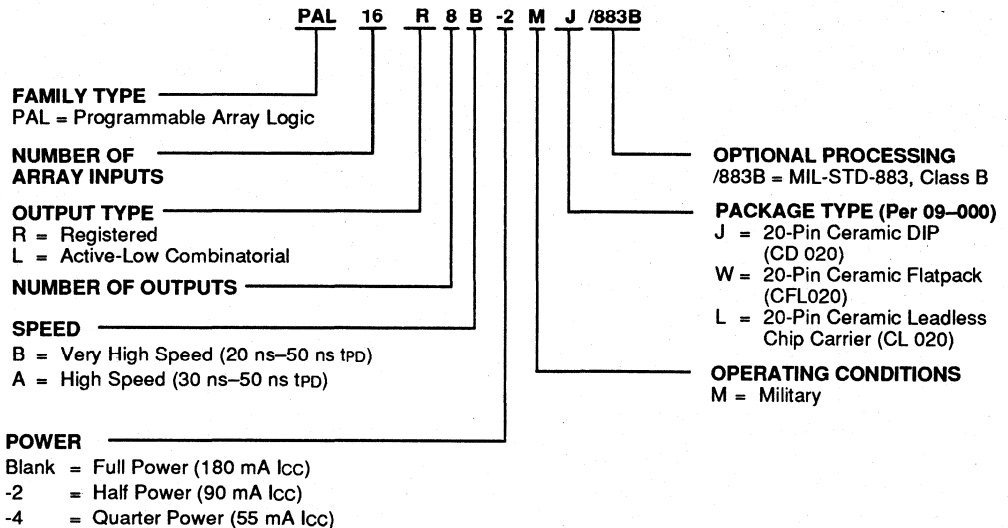 PAL 16 R 8 B -2 M J /883B
FAMILY TYPE
PAL = Programmable Array Logic
NUMBER OF
ARRAY INPUTS
OUTPUT TYPE
R = Registered
L = Active-Low Combinatorial
NUMBER OF OUTPUTS
SPEED
B = Very High Speed (20 ns–50 ns tPD)
A = High Speed (30 ns–50 ns tPD)
POWER
Blank = Full Power (180 mA ICC)
-2 = Half Power (90 mA ICC)
-4 = Quarter Power (55 mA ICC)
OPTIONAL PROCESSING
/883B = MIL-STD-883, Class B
PACKAGE TYPE (Per 09–000)
J = 20-Pin Ceramic DIP
(CD 020)
W = 20-Pin Ceramic Flatpack
(CFL020)
L = 20-Pin Ceramic Leadless
Chip Carrier (CL 020)
OPERATING CONDITIONS
M = Military